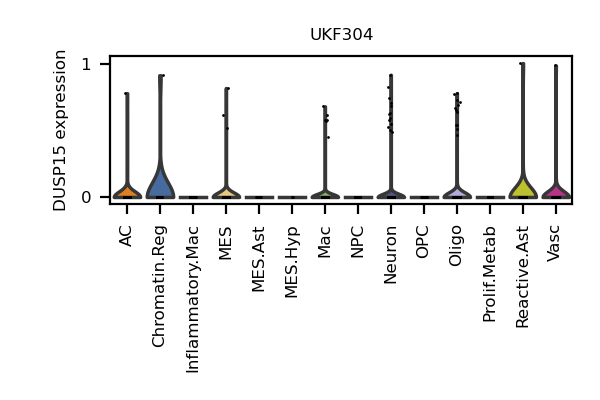 UKF304
DUSP15 expression
1
0
AC
Chromatin.Reg
Inflammatory.Mac
MES
MES.Ast
MES.Hyp
Mac
NPC
Neuron
OPC
Oligo
Prolif.Metab
Reactive.Ast
Vasc